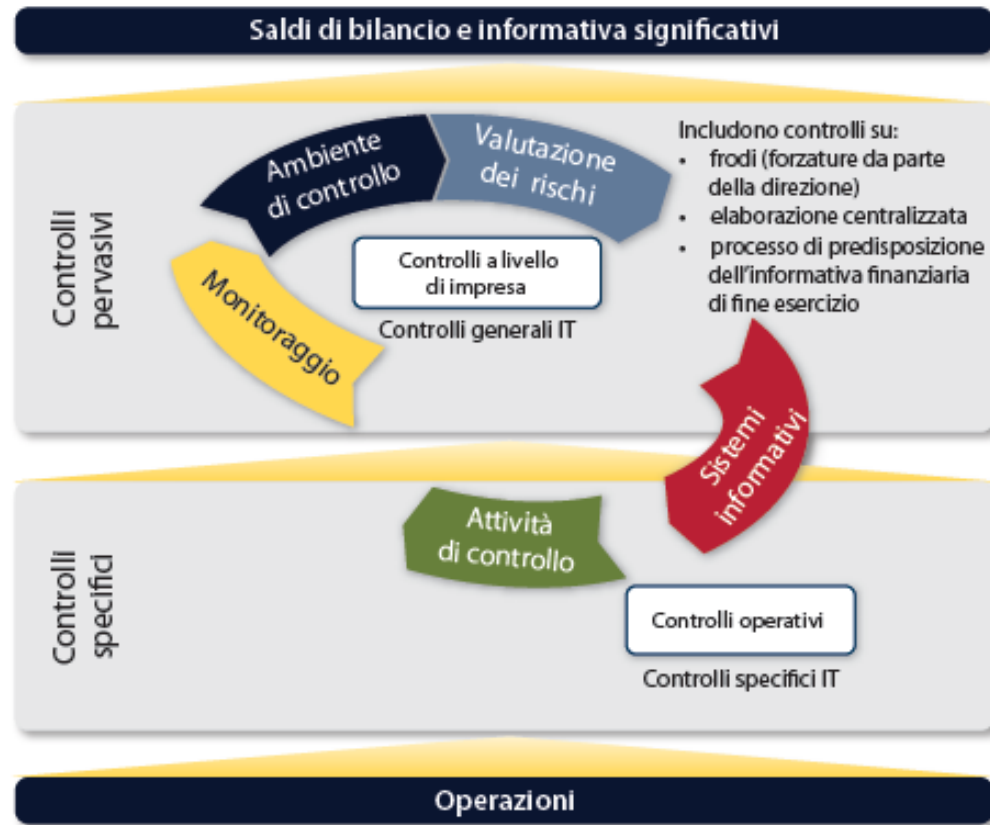 Saldi di bilancio e informativa significativi
Controlli
pervasivi
Ambiente
di controllo
Valutazione
dei rischi
Includono controlli su:
• frodi (forzature da parte
della direzione)
• elaborazione centralizzata
• processo di predisposizione
dell'informativa finanziaria
di fine esercizio
Controlli a livello
di impresa
Controlli generali IT
Monitoraggio
Sistemi
informativi
Controlli
specifici
Attività
di controllo
Controlli operativi
Controlli specifici IT
Operazioni